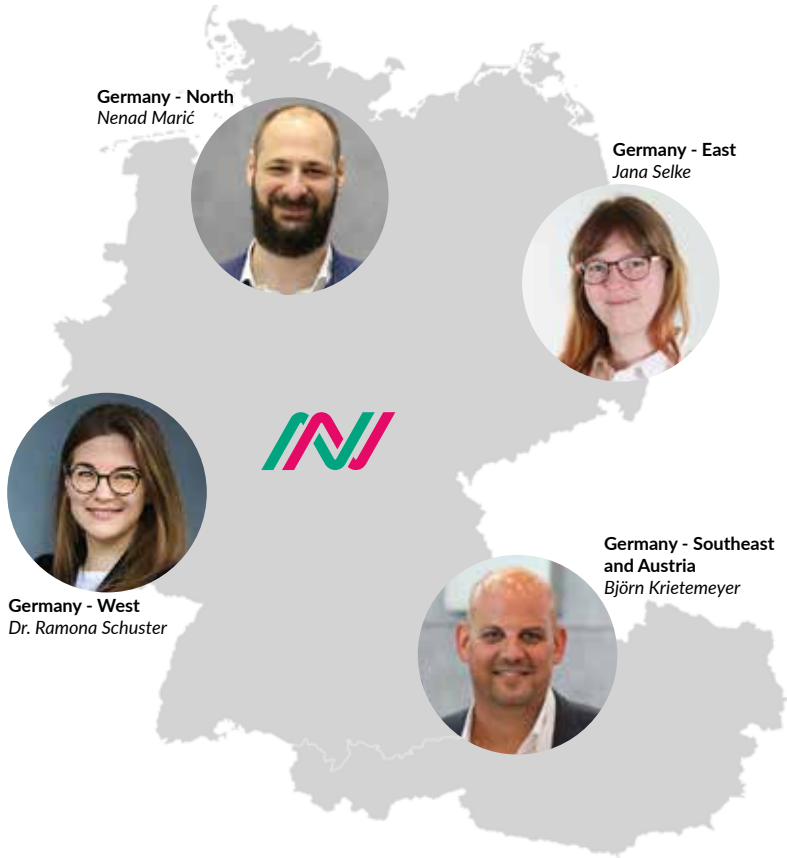 Germany - North
Nenad Marić
Germany - East
Jana Selke
Germany - West
Dr. Ramona Schuster
Germany - Southeast
and Austria
Björn Krietemeyer